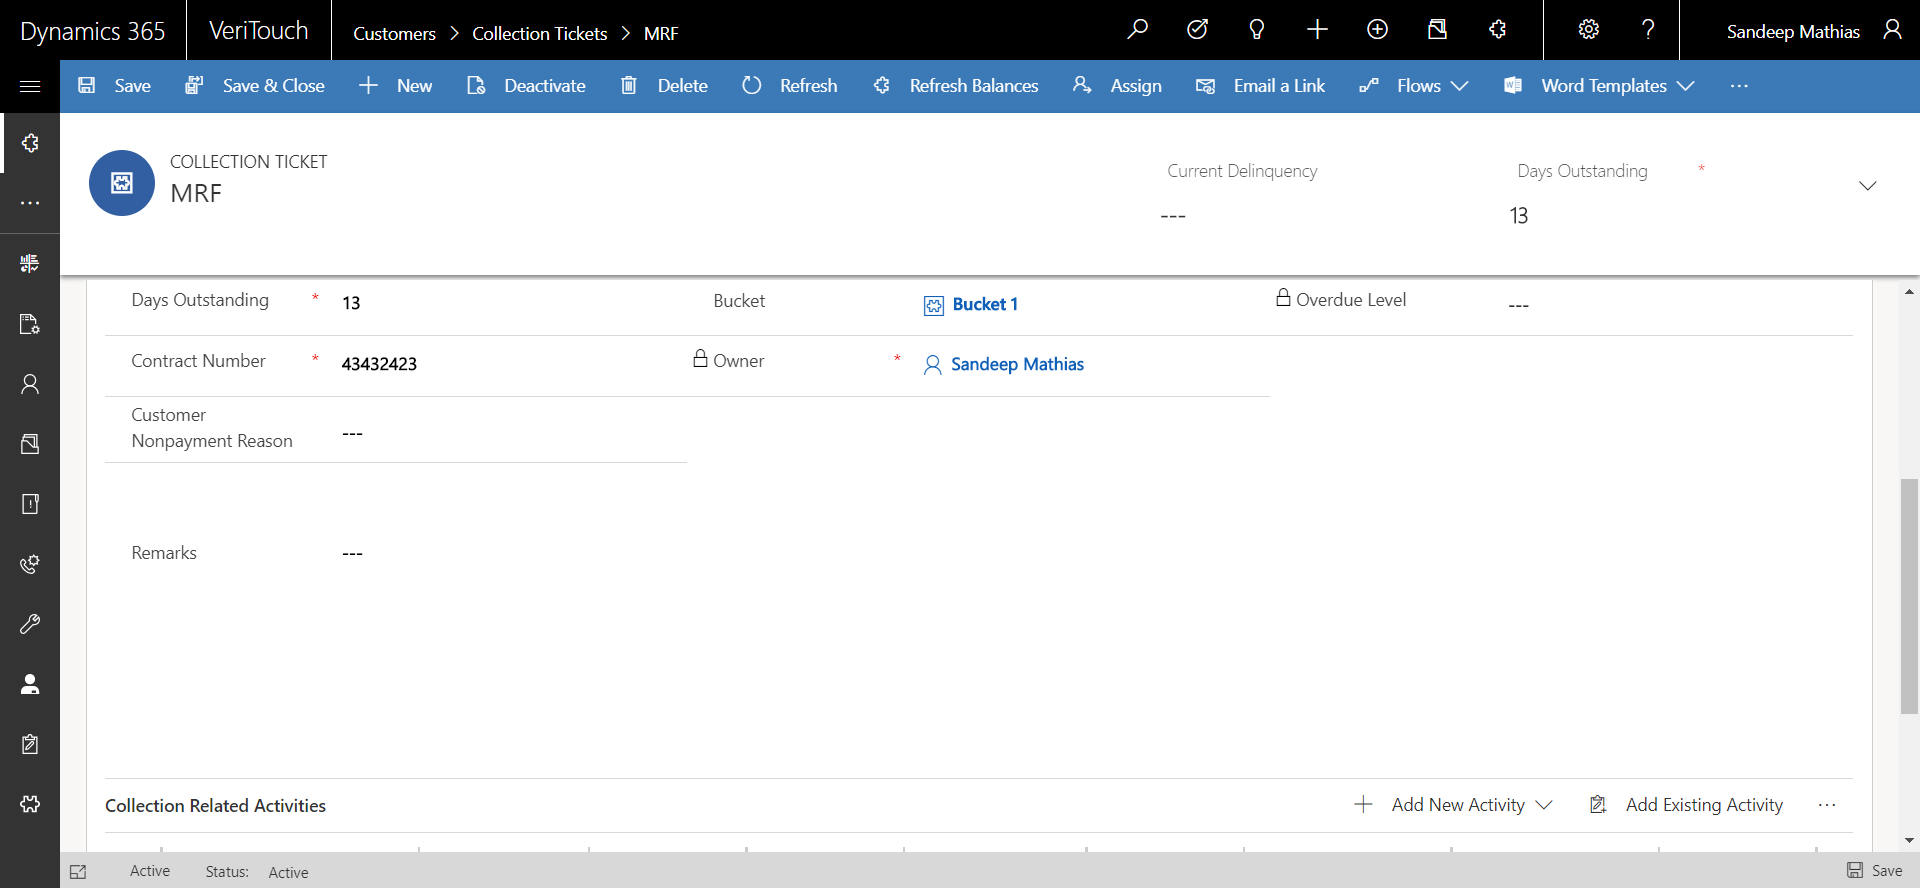 Dynamics 365 VeriTouch Customers > Collection Tickets > MRF Sandeep Mathias
Save Save & Close New Deactivate Delete Refresh Refresh Balances Assign Email a Link Flows Word Templates ...
COLLECTION TICKET
MRF
Current Delinquency
---
Days Outstanding *
13
Days Outstanding * 13 Bucket Bucket 1 Overdue Level ---
Contract Number * 43432423 Owner * Sandeep Mathias
Customer
Nonpayment Reason ---
Remarks ---
Collection Related Activities Add New Activity Add Existing Activity ...
Active Status: Active Save